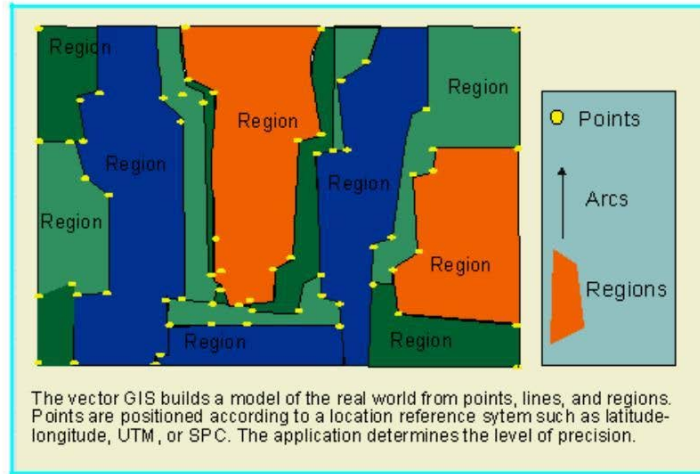 Region
Region
Region
Region
Region
Region
Region
Region
Region
Points
Arcs
Regions
The vector GIS builds a model of the real world from points, lines, and regions.
Points are positioned according to a location reference sytem such as latitude-
longitude, UTM, or SPC. The application determines the level of precision.